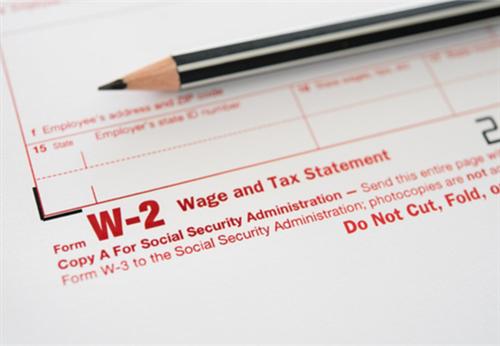 f Employee's address and ZIP code
15 State Employer's state ID number 16 State wages, tips, etc.
Form W-2 Wage and Tax Statement 2
Copy A For Social Security Administration — Send this entire page
Form W-3 to the Social Security Administration; photocopies are not
Do Not Cut, Fold, o